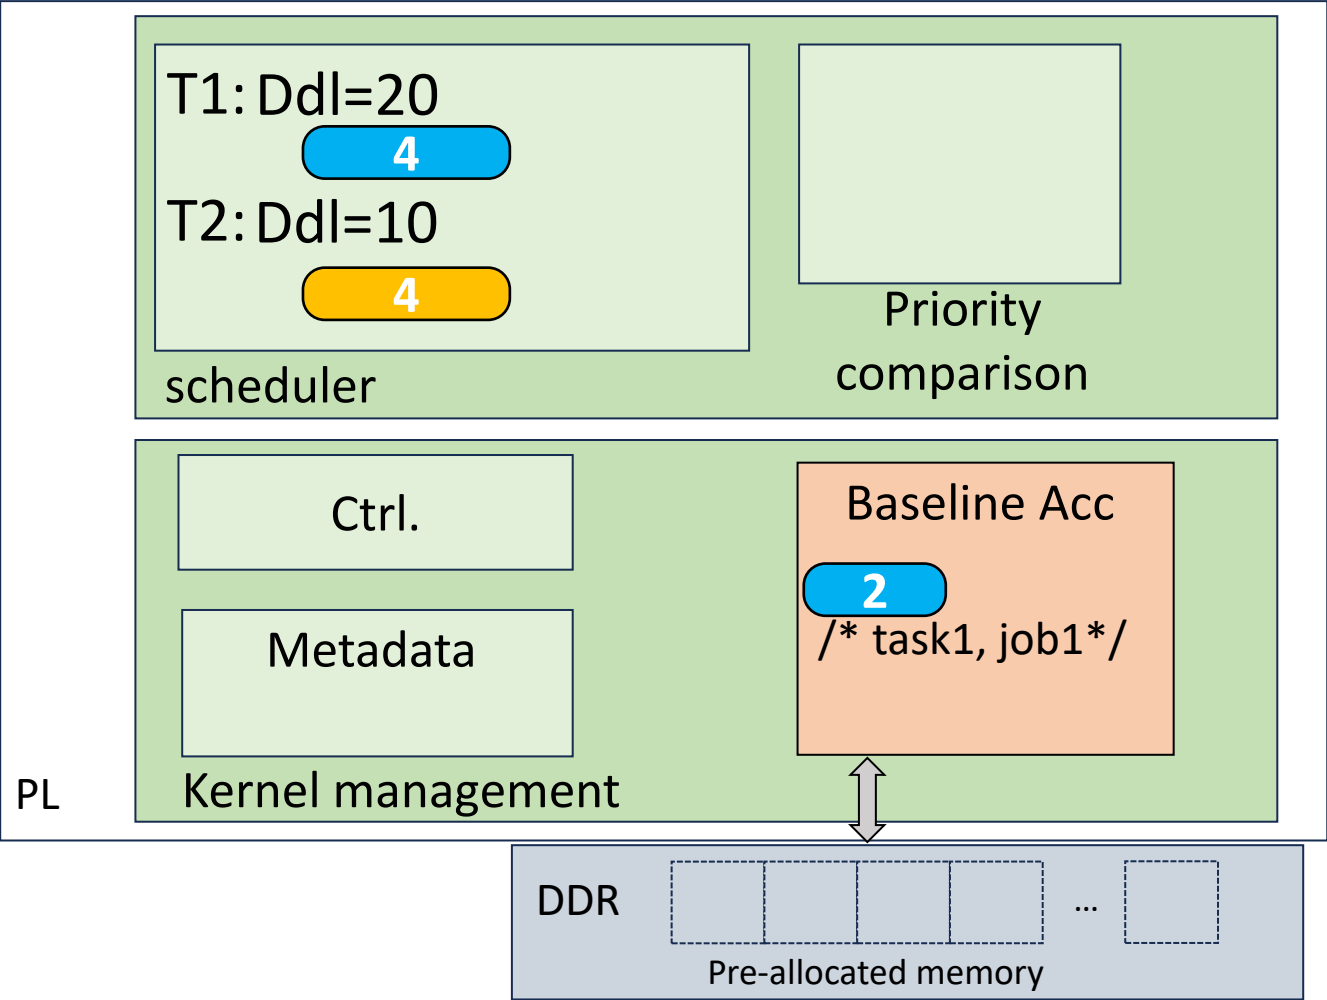 T1: Ddl=20
4
T2: Ddl=10
4
scheduler
Priority
comparison
Ctrl.
Metadata
Kernel management
Baseline Acc
2
/* task1, job1*/
PL
DDR
...
Pre-allocated memory